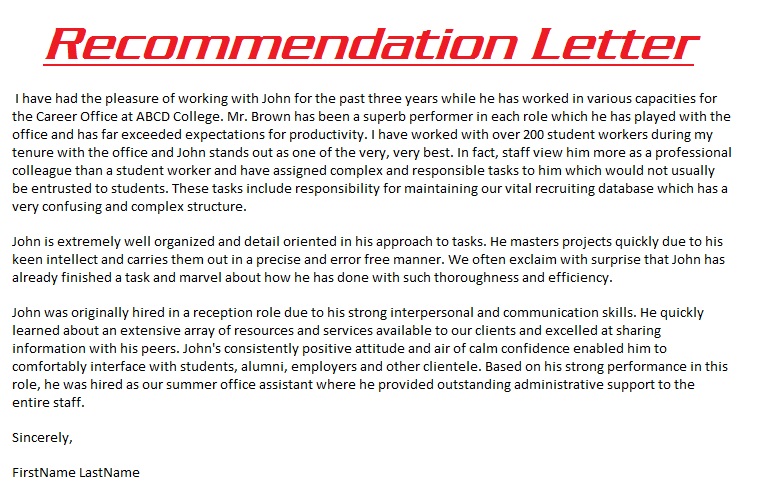 Recommendation Letter
I have had the pleasure of working with John for the past three years while he has worked in various capacities for
the Career Office at ABCD College. Mr. Brown has been a superb performer in each role which he has played with the
office and has far exceeded expectations for productivity. I have worked with over 200 student workers during my
tenure with the office and John stands out as one of the very, very best. In fact, staff view him more as a professional
colleague than a student worker and have assigned complex and responsible tasks to him which would not usually
be entrusted to students. These tasks include responsibility for maintaining our vital recruiting database which has a
very confusing and complex structure.
John is extremely well organized and detail oriented in his approach to tasks. He masters projects quickly due to his
keen intellect and carries them out in a precise and error free manner. We often exclaim with surprise that John has
already finished a task and marvel about how he has done with such thoroughness and efficiency.
John was originally hired in a reception role due to his strong interpersonal and communication skills. He quickly
learned about an extensive array of resources and services available to our clients and excelled at sharing
information with his peers. John's consistently positive attitude and air of calm confidence enabled him to
comfortably interface with students, alumni, employers and other clientele. Based on his strong performance in this
role, he was hired as our summer office assistant where he provided outstanding administrative support to the
entire staff.
Sincerely,
FirstName LastName